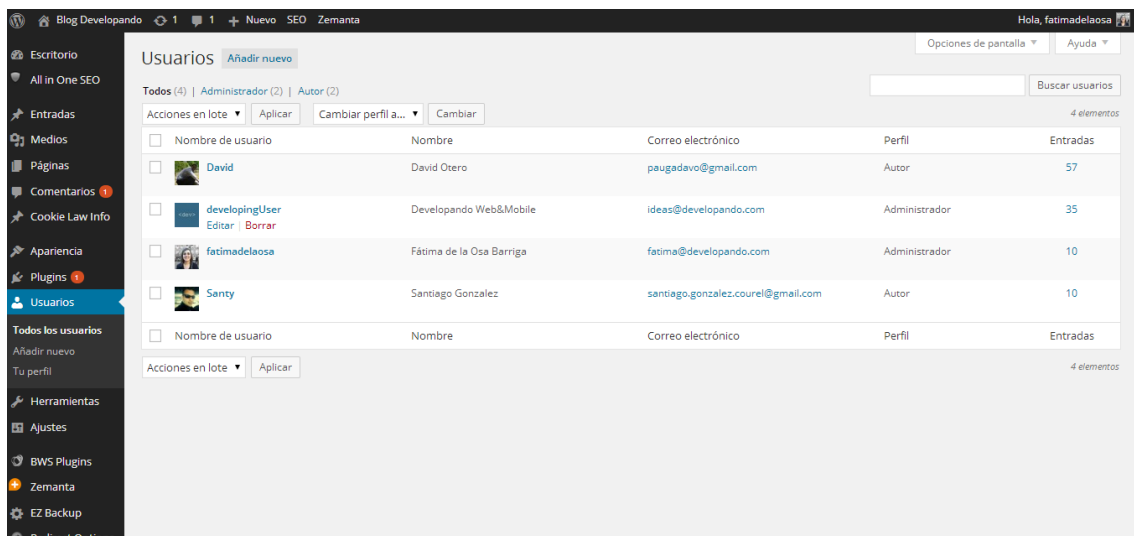 Blog Developando 1 1 + Nuevo SEO Zemanta Hola, fatimadelaosa
Escritorio
All in One SEO
Entradas
Medios
Páginas
Comentarios 1
Cookie Law Info
Apariencia
Plugins 1
Usuarios
Todos los usuarios
Añadir nuevo
Tu perfil
Herramientas
Ajustes
BWS Plugins
Zemanta
EZ Backup
Opciones de pantalla ▼ Ayuda ▼
Usuarios Añadir nuevo
Todos (4) | Administrador (2) | Autor (2) Buscar usuarios
Acciones en lote ▼ Aplicar Cambiar perfil a... ▼ Cambiar 4 elementos
Nombre de usuario Nombre Correo electrónico Perfil Entradas
David David Otero paugadavo@gmail.com Autor 57
developingUser Developando Web&Mobile ideas@developando.com Administrador 35
Editar | Borrar
fatimadelaosa Fátima de la Osa Barriga fatima@developando.com Administrador 10
Santy Santiago Gonzalez santiago.gonzalez.courel@gmail.com Autor 10
Nombre de usuario Nombre Correo electrónico Perfil Entradas
Acciones en lote ▼ Aplicar 4 elementos